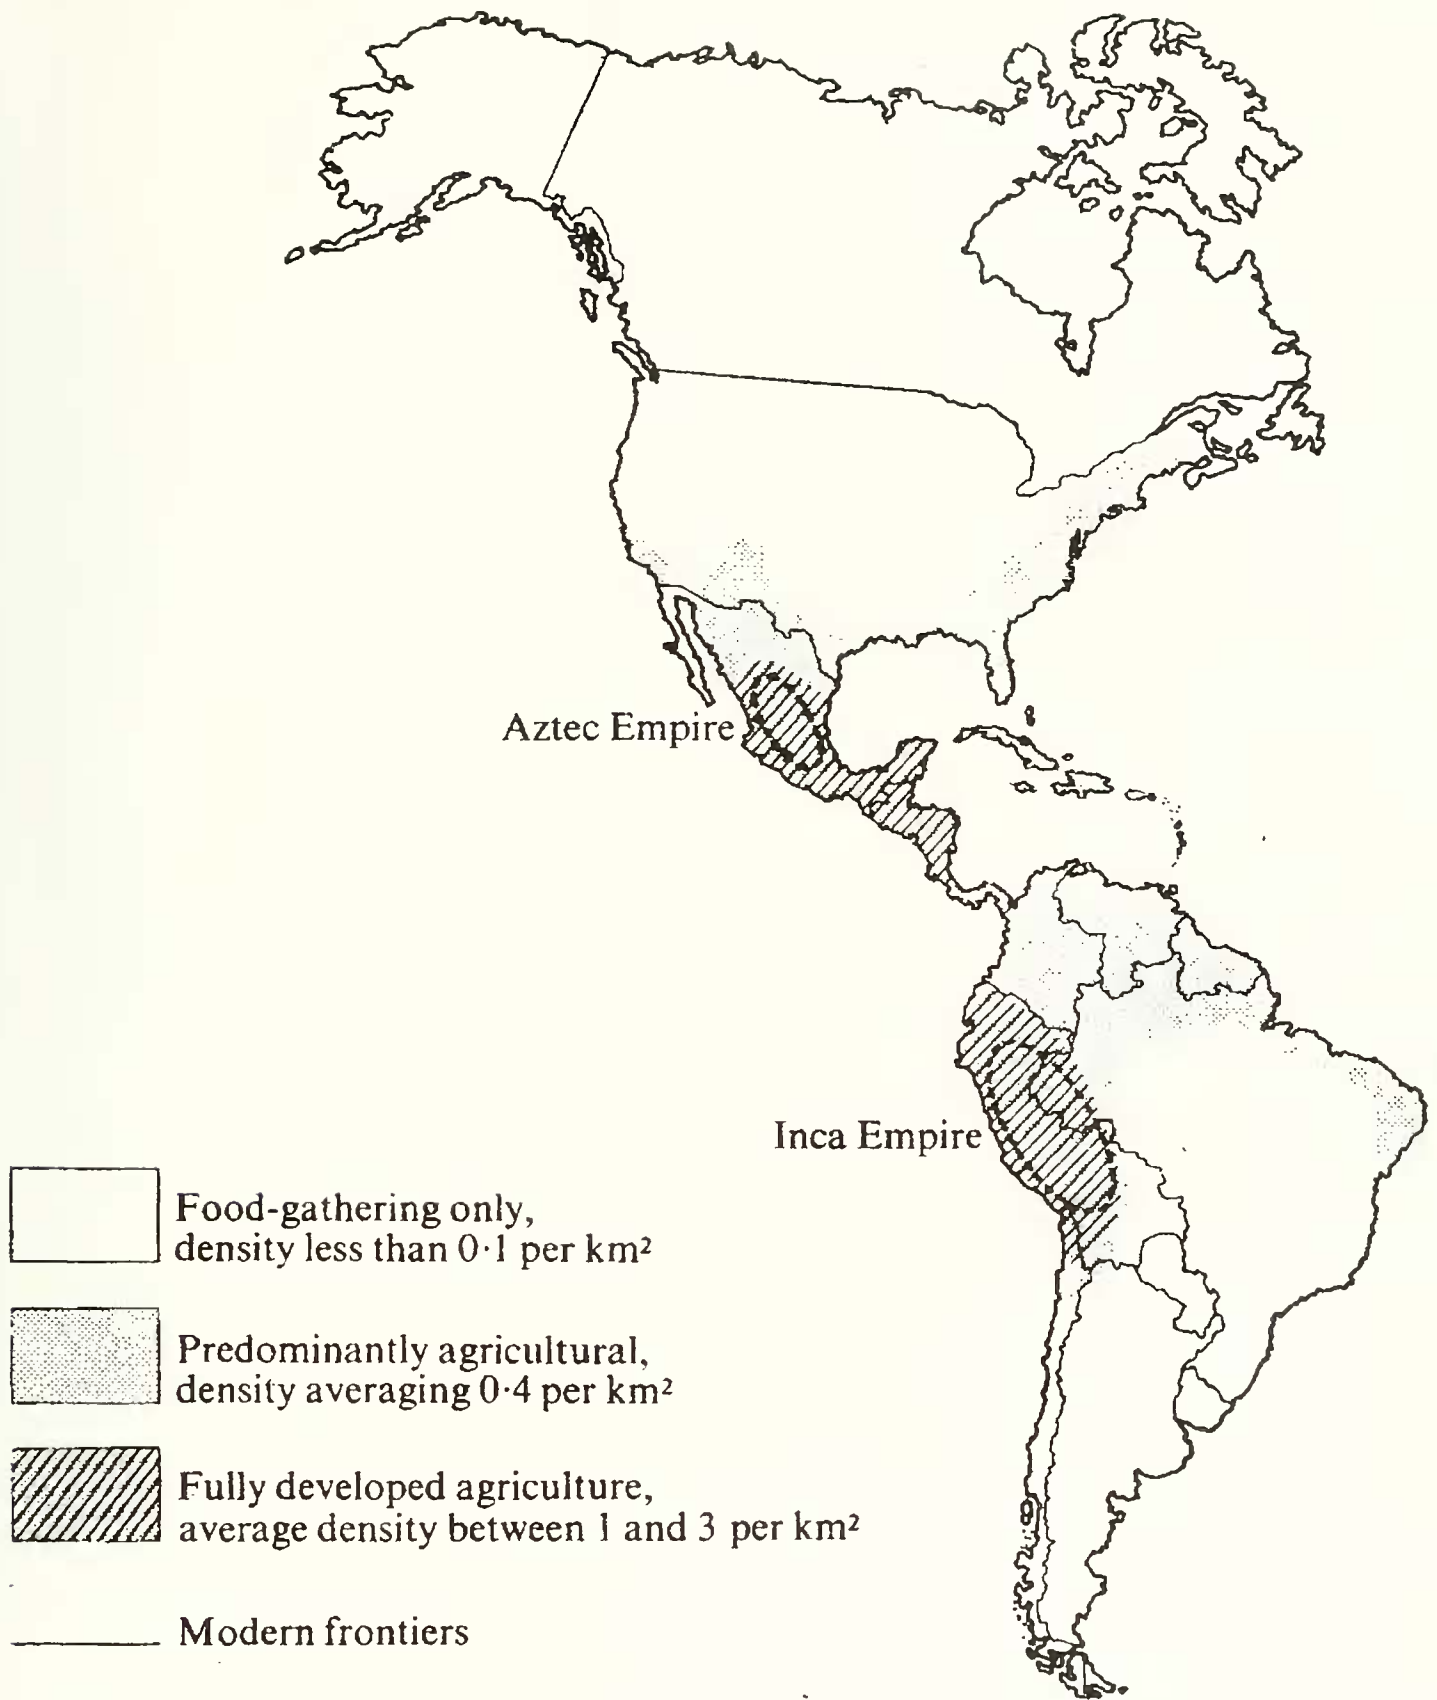 Aztec Empire
Inca Empire
Food-gathering only,
density less than 0·1 per km²
Predominantly agricultural,
density averaging 0·4 per km²
Fully developed agriculture,
average density between 1 and 3 per km²
Modern frontiers